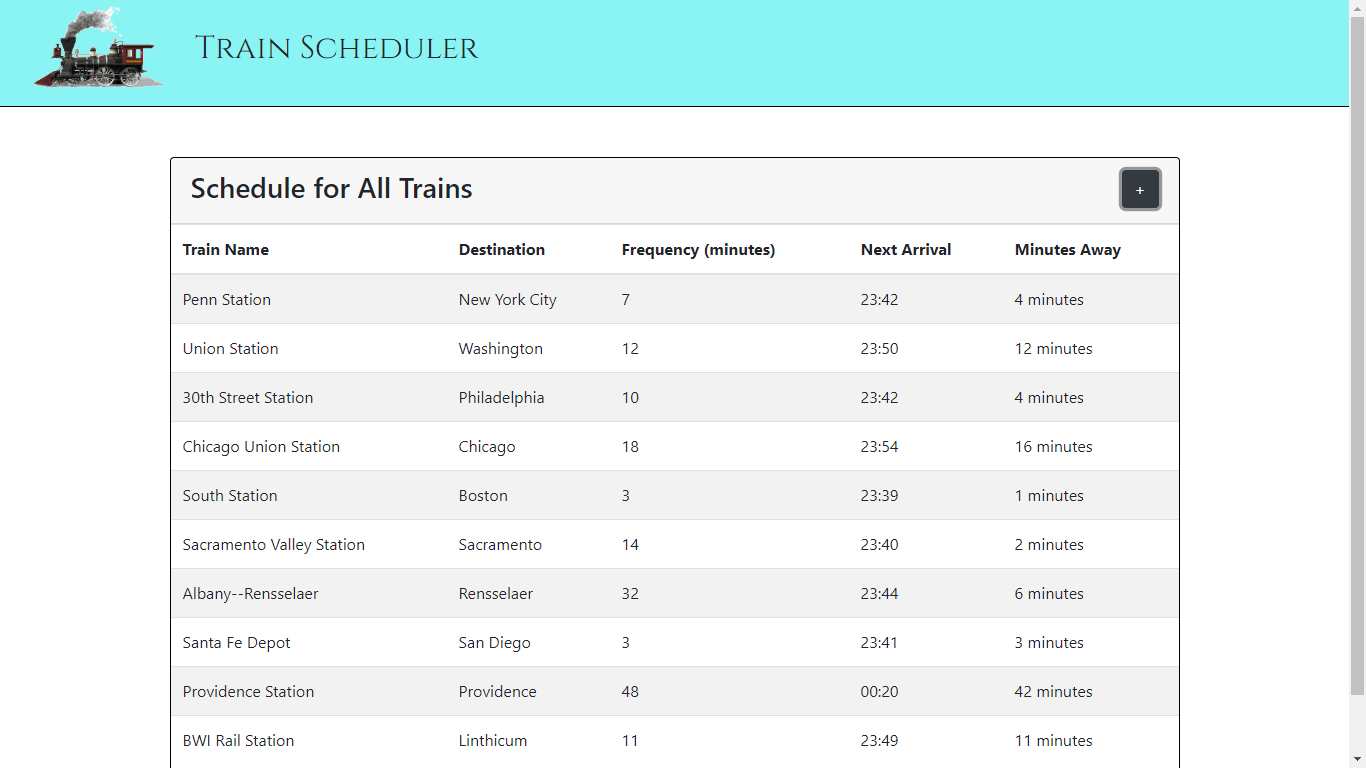 Train Scheduler
Schedule for All Trains +
Train Name Destination Frequency (minutes) Next Arrival Minutes Away
Penn Station New York City 7 23:42 4 minutes
Union Station Washington 12 23:50 12 minutes
30th Street Station Philadelphia 10 23:42 4 minutes
Chicago Union Station Chicago 18 23:54 16 minutes
South Station Boston 3 23:39 1 minutes
Sacramento Valley Station Sacramento 14 23:40 2 minutes
Albany--Rensselaer Rensselaer 32 23:44 6 minutes
Santa Fe Depot San Diego 3 23:41 3 minutes
Providence Station Providence 48 00:20 42 minutes
BWI Rail Station Linthicum 11 23:49 11 minutes